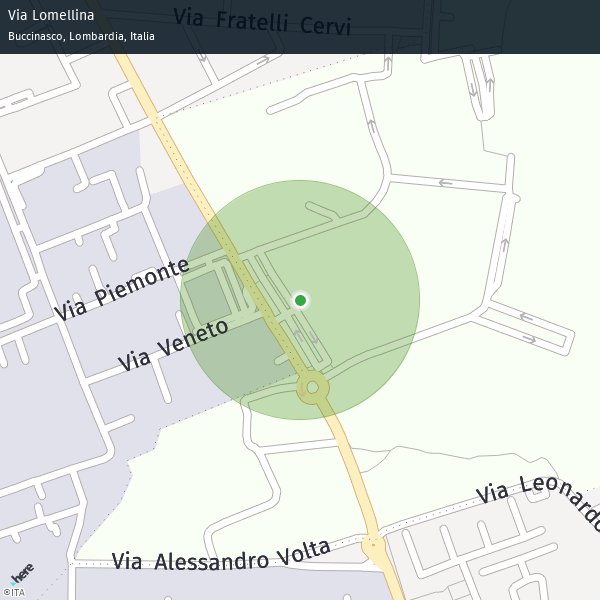 Via Lomellina
Buccinasco, Lombardia, Italia
Via Fratelli Cervi
Via Piemonte
Via Veneto
Via Leonardo
Via Alessandro Volta
here
©ITA